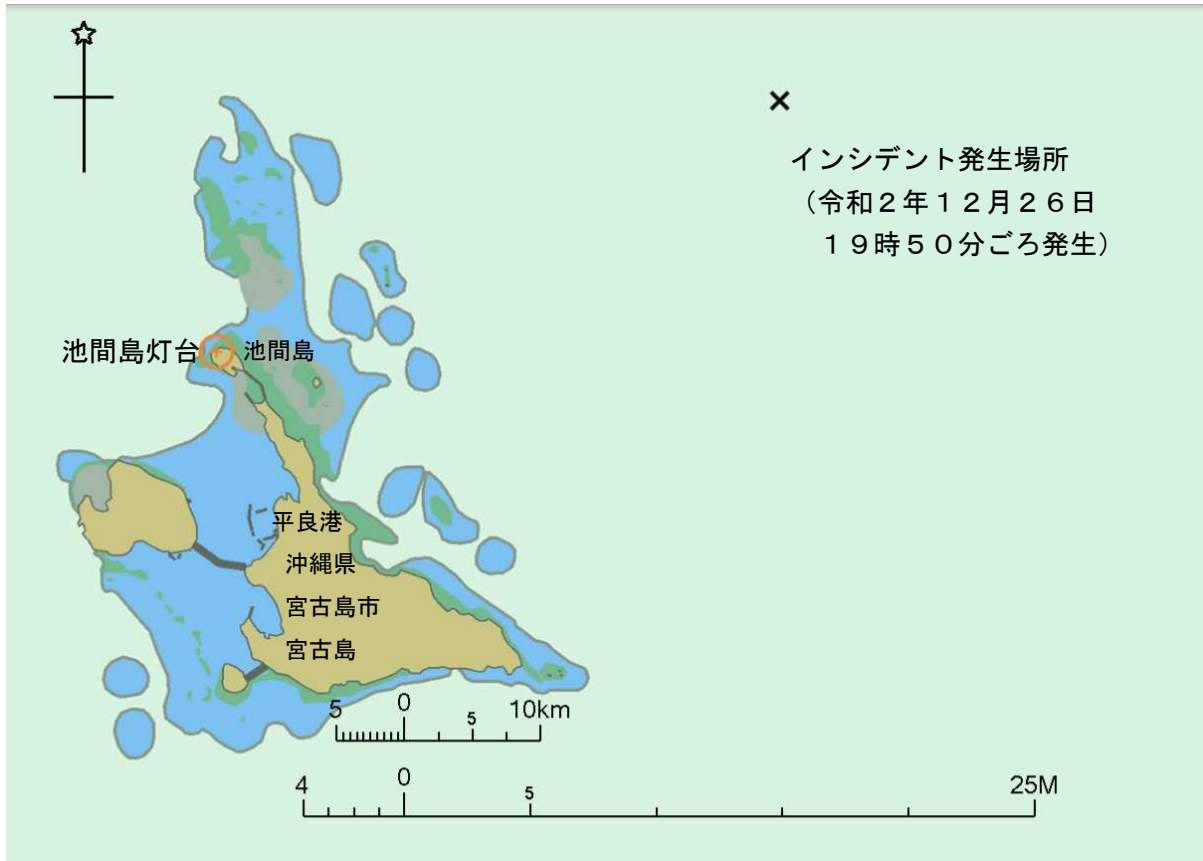 インシデント発生場所
（令和２年１２月２６日
１９時５０分ごろ発生）
池間島灯台
池間島
平良港
沖縄県
宮古島市
宮古島
5 0 5 10km
4 0 5 25M